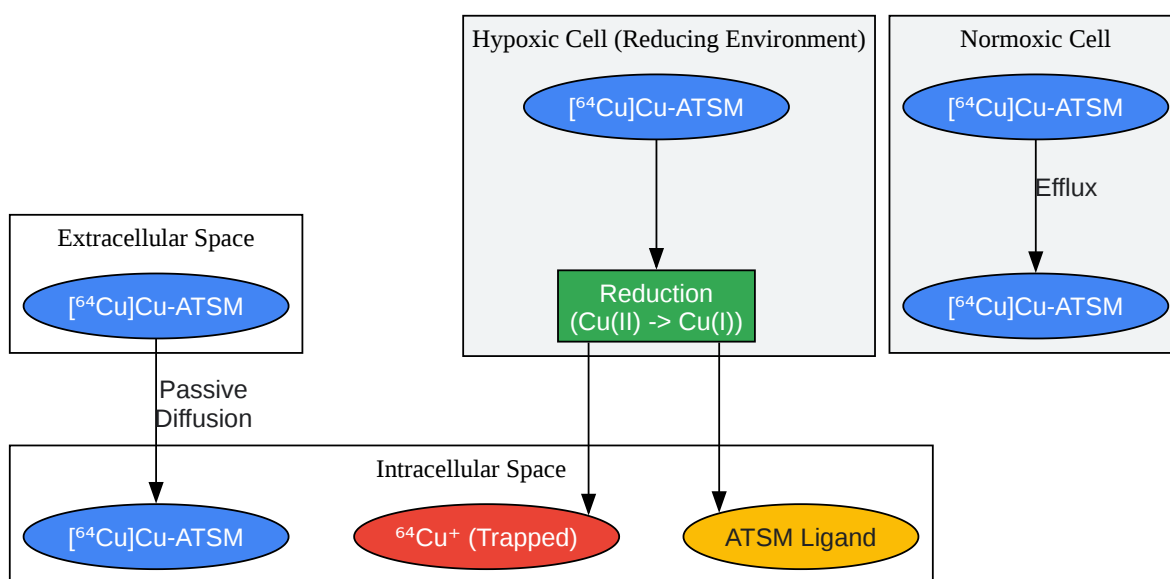 Hypoxic Cell (Reducing Environment)
[⁶⁴Cu]Cu-ATSM
Reduction
(Cu(II) -> Cu(I))
Normoxic Cell
[⁶⁴Cu]Cu-ATSM
Efflux
[⁶⁴Cu]Cu-ATSM
Extracellular Space
[⁶⁴Cu]Cu-ATSM
Passive
Diffusion
Intracellular Space
[⁶⁴Cu]Cu-ATSM
⁶⁴Cu⁺ (Trapped)
ATSM Ligand